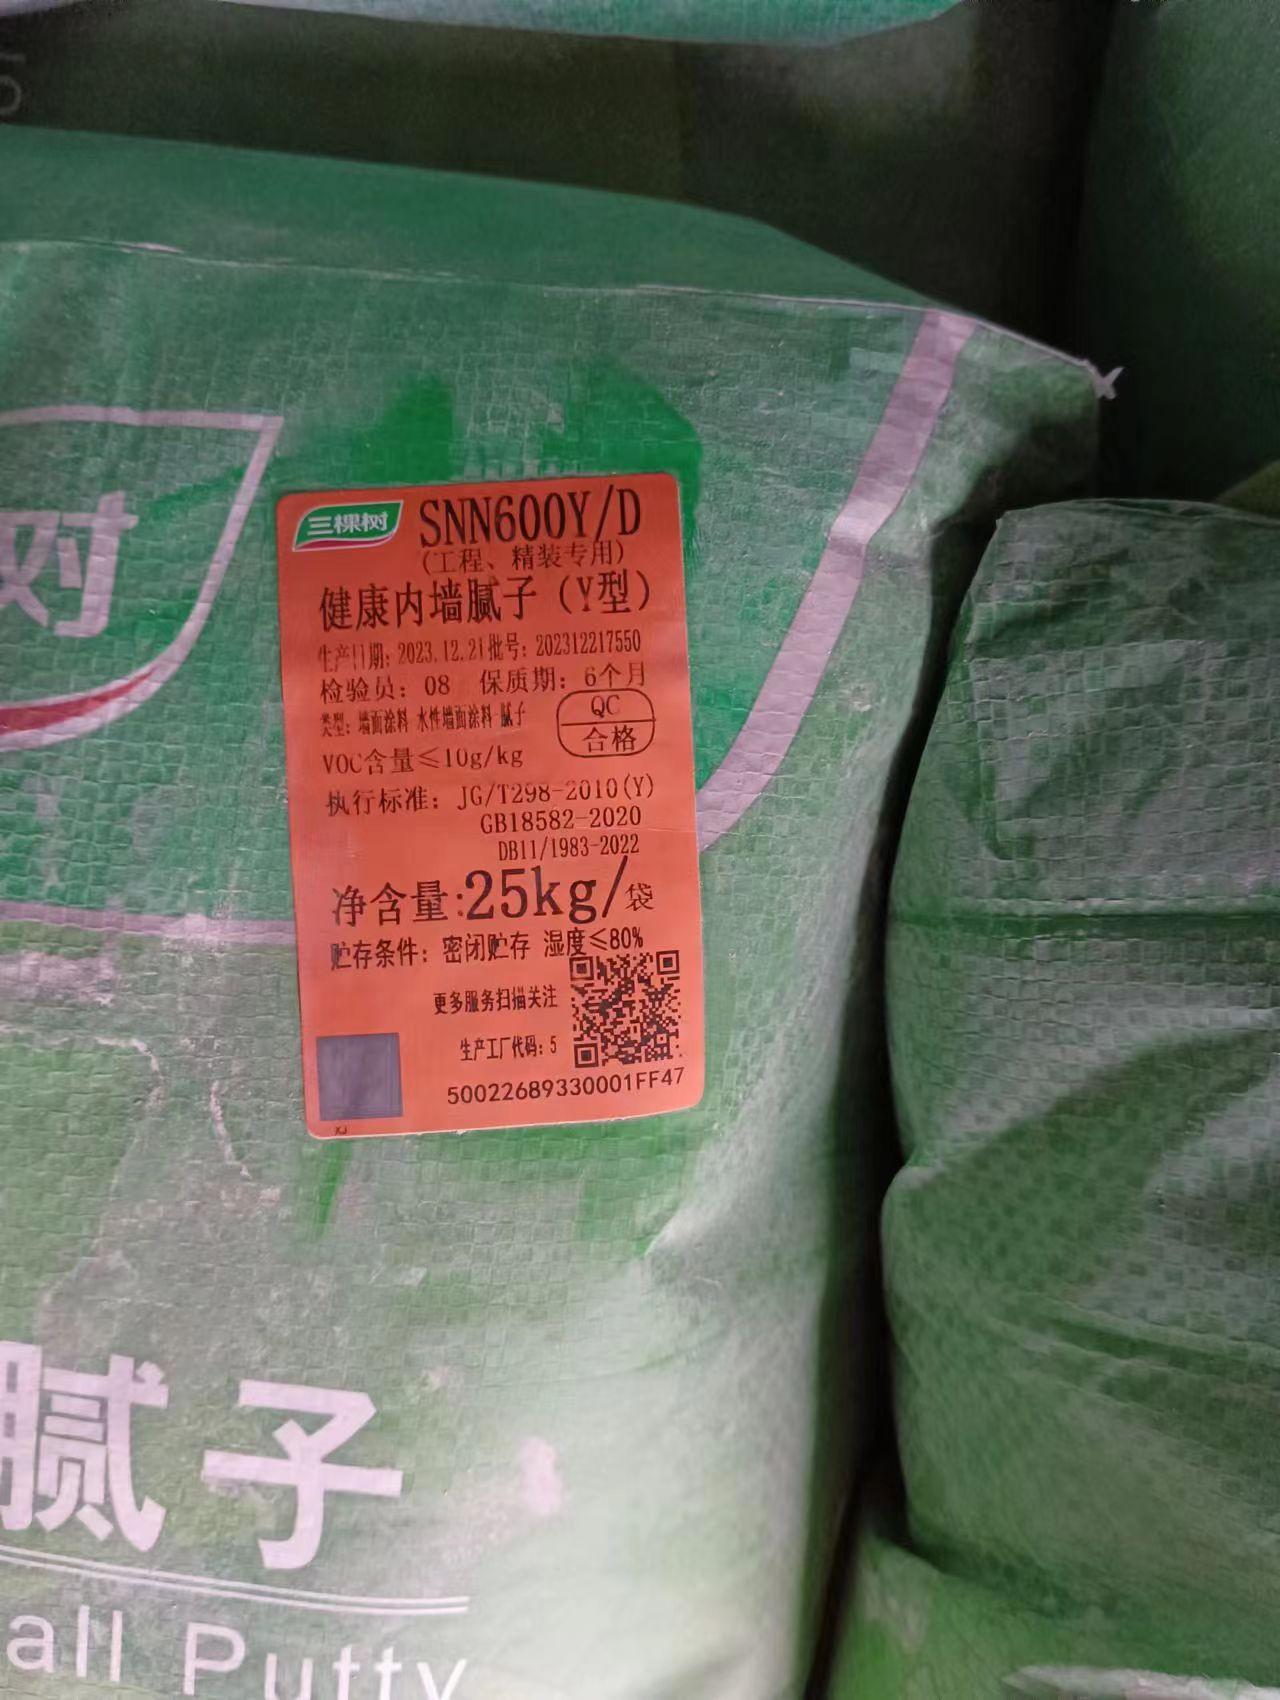 树
三棵树 SNN600Y/D
(工程、精装专用)
健康内墙腻子（Y型）
生产日期: 2023.12.21 批号: 202312217550
检验员: 08 保质期: 6个月
类型: 墙面涂料 水性墙面涂料 腻子
QC
合格
VOC含量≤10g/kg
执行标准: JG/T298-2010(Y)
GB18582-2020
DB11/1983-2022
净含量:25kg/袋
贮存条件: 密闭贮存 湿度≤80%
更多服务扫描关注
生产工厂代码: 5
50022689330001FF47
XJ
腻子
all Putty